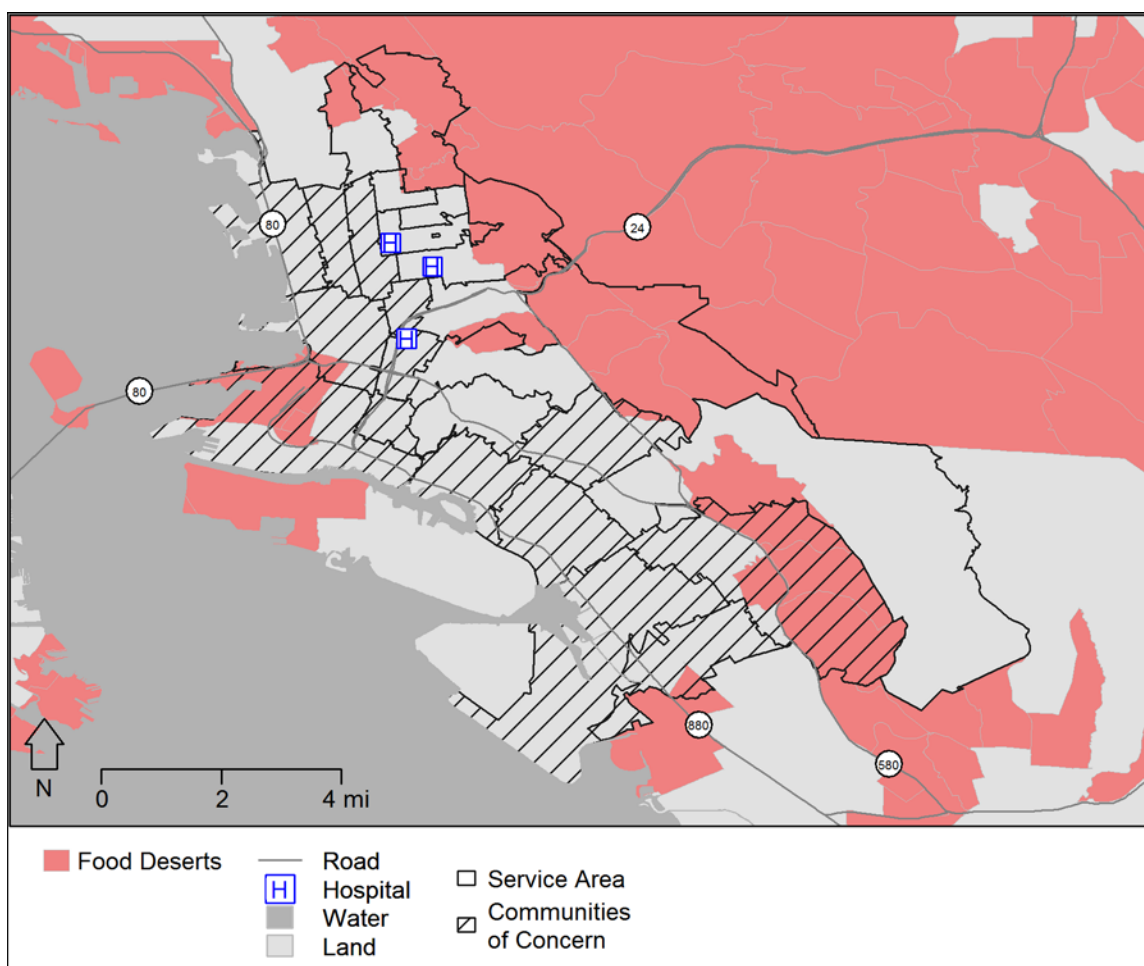 80
24
80
880
580
N
0 2 4 mi
Food Deserts
Road
H Hospital
Water
Land
Service Area
Communities
of Concern
H
H
H